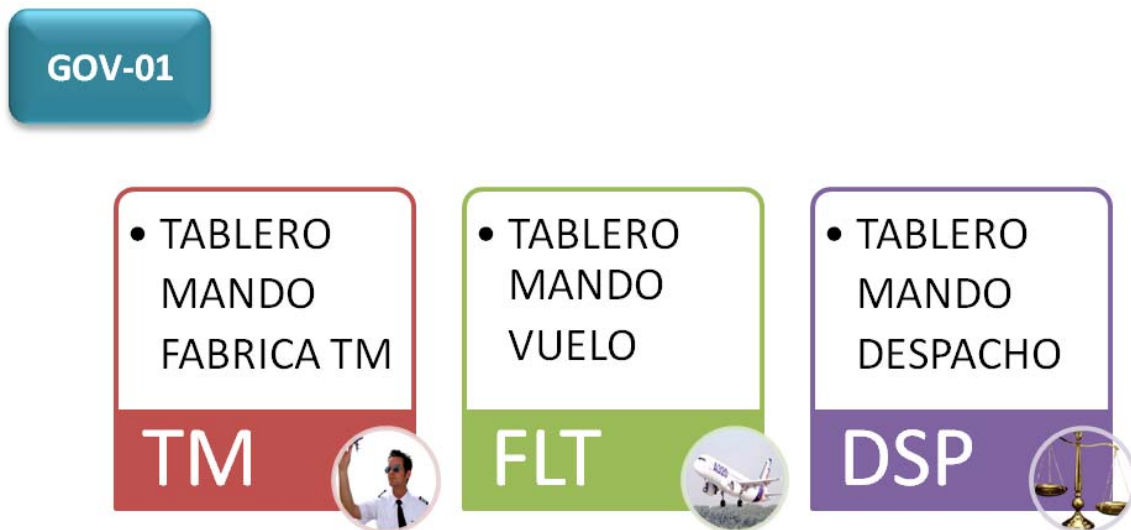 GOV-01
• TABLERO
MANDO
FABRICA TM
TM
• TABLERO
MANDO
VUELO
FLT
• TABLERO
MANDO
DESPACHO
DSP